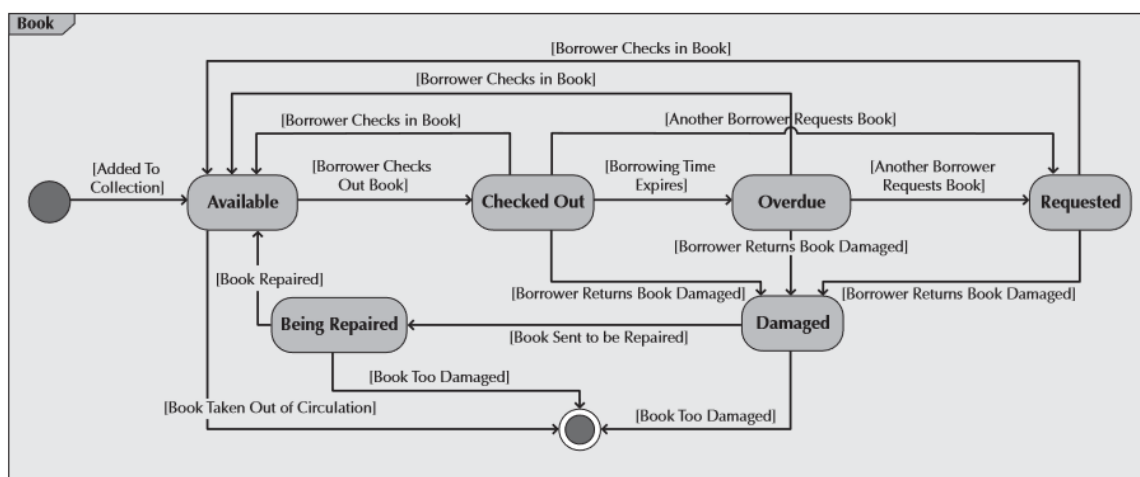 Book
[Borrower Checks in Book]
[Borrower Checks in Book]
[Borrower Checks in Book]
[Another Borrower Requests Book]
[Added To
Collection]
[Borrower Checks
Out Book]
[Borrowing Time
Expires]
[Another Borrower
Requests Book]
Available
Checked Out
Overdue
Requested
[Borrower Returns Book Damaged]
[Book Repaired]
[Borrower Returns Book Damaged]
[Borrower Returns Book Damaged]
Being Repaired
Damaged
[Book Sent to be Repaired]
[Book Too Damaged]
[Book Taken Out of Circulation]
[Book Too Damaged]